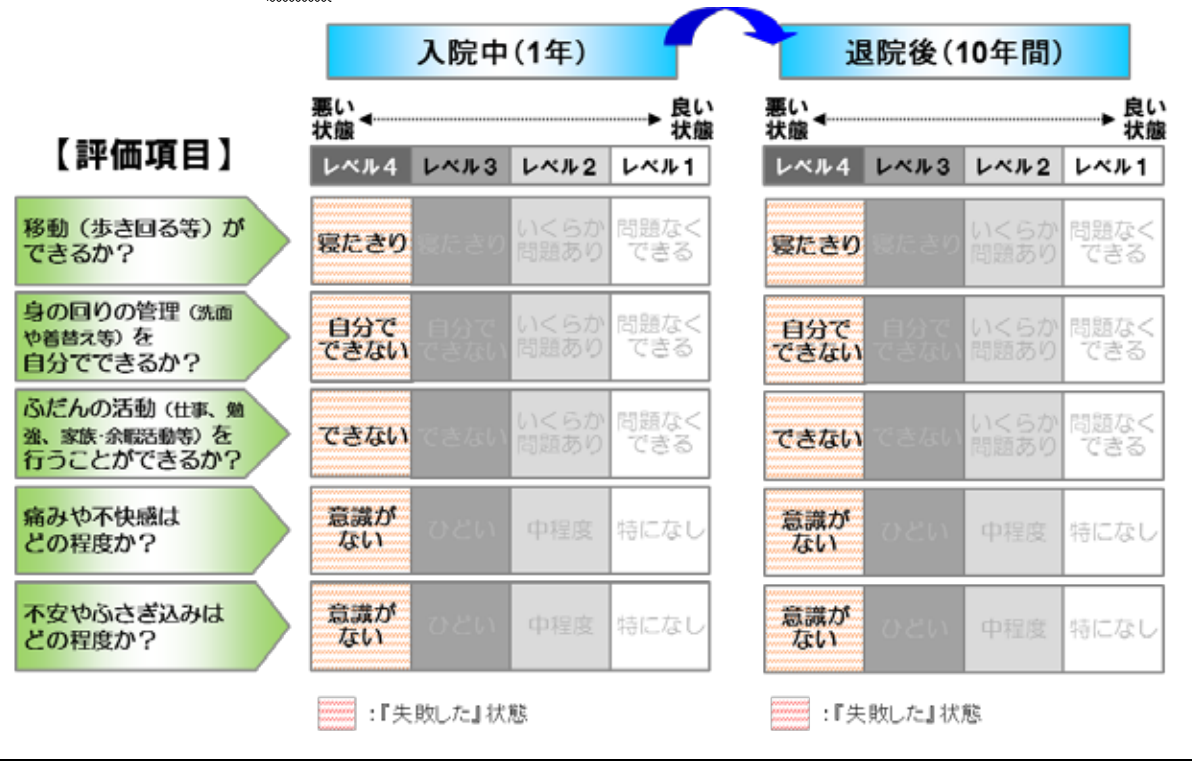 入院中(1年)
退院後(10年間)
悪い
状態
良い
状態
悪い
状態
良い
状態
【評価項目】
レベル4 レベル3 レベル2 レベル1
レベル4 レベル3 レベル2 レベル1
移動(歩き回る等)が
できるか?
寝たきり
寝たきり
いくらか
問題あり
問題なく
できる
寝たきり
寝たきり
いくらか
問題あり
問題なく
できる
身の回りの管理(洗面
や着替え等)を
自分でできるか?
自分で
できない
自分で
できない
いくらか
問題あり
問題なく
できる
自分で
できない
自分で
できない
いくらか
問題あり
問題なく
できる
ふだんの活動(仕事、勉
強、家族・余暇活動等)を
行うことができるか?
できない
できない
いくらか
問題あり
問題なく
できる
できない
できない
いくらか
問題あり
問題なく
できる
痛みや不快感は
どの程度か?
意識が
ない
ひどい
中程度
特になし
意識が
ない
ひどい
中程度
特になし
不安やふさぎ込みは
どの程度か?
意識が
ない
ひどい
中程度
特になし
意識が
ない
ひどい
中程度
特になし
:『失敗した』状態
:『失敗した』状態